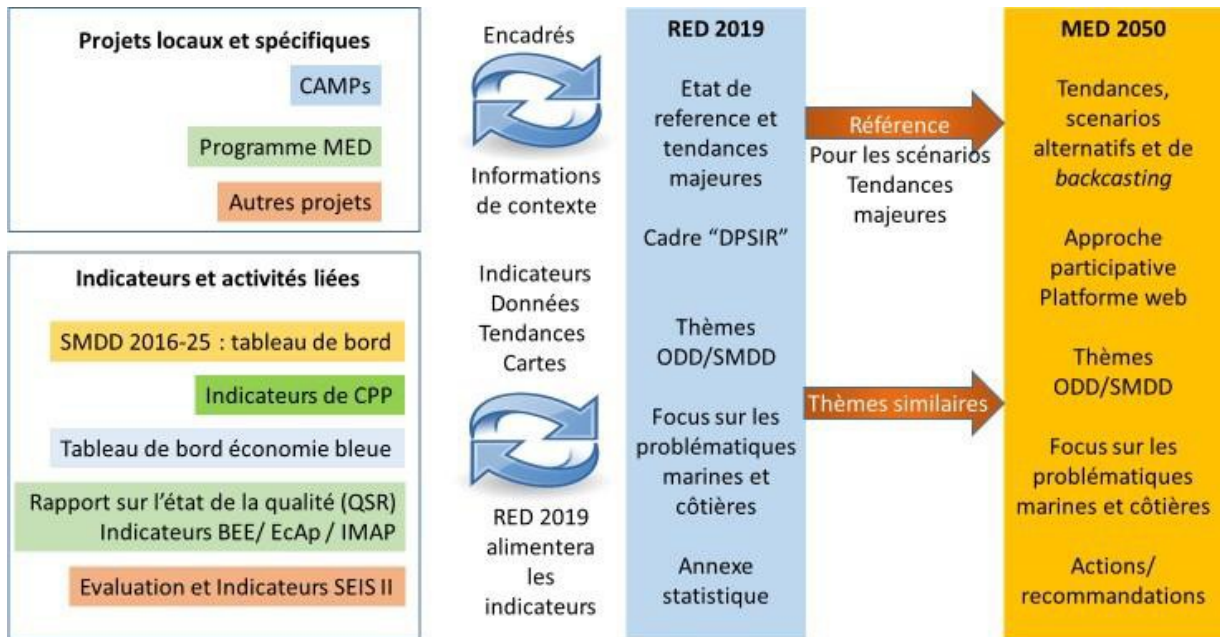 Projets locaux et spécifiques
CAMPs
Programme MED
Autres projets
Indicateurs et activités liées
SMDD 2016-25 : tableau de bord
Indicateurs de CPP
Tableau de bord économie bleue
Rapport sur l’état de la qualité (QSR)
Indicateurs BEE/ EcAp / IMAP
Evaluation et Indicateurs SEIS II
Encadrés
Informations
de contexte
Indicateurs
Données
Tendances
Cartes
RED 2019
alimentera
les
indicateurs
RED 2019
Etat de
reference et
tendances
majeures
Cadre “DPSIR”
Thèmes
ODD/SMDD
Focus sur les
problématiques
marines et
côtières
Annexe
statistique
Référence
Pour les scénarios
Tendances
majeures
Thèmes similaires
MED 2050
Tendances,
scenarios
alternatifs et de
backcasting
Approche
participative
Platforme web
Thèmes
ODD/SMDD
Focus sur les
problématiques
marines et côtières
Actions/
recommandations